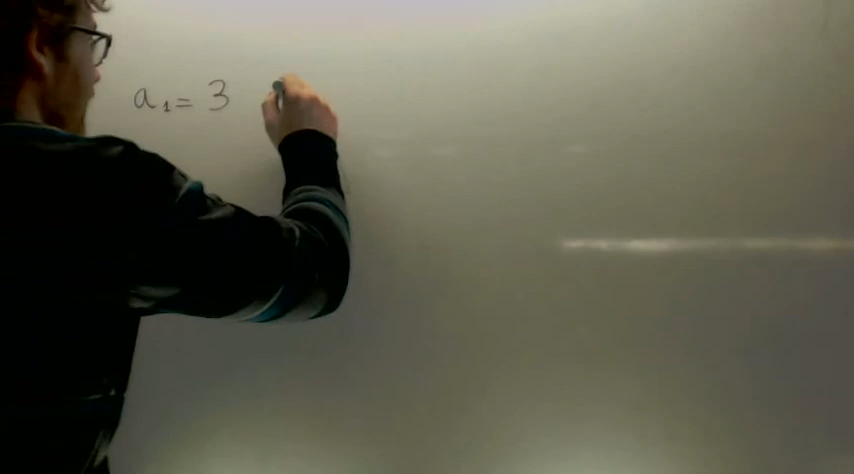 a₁ = 3